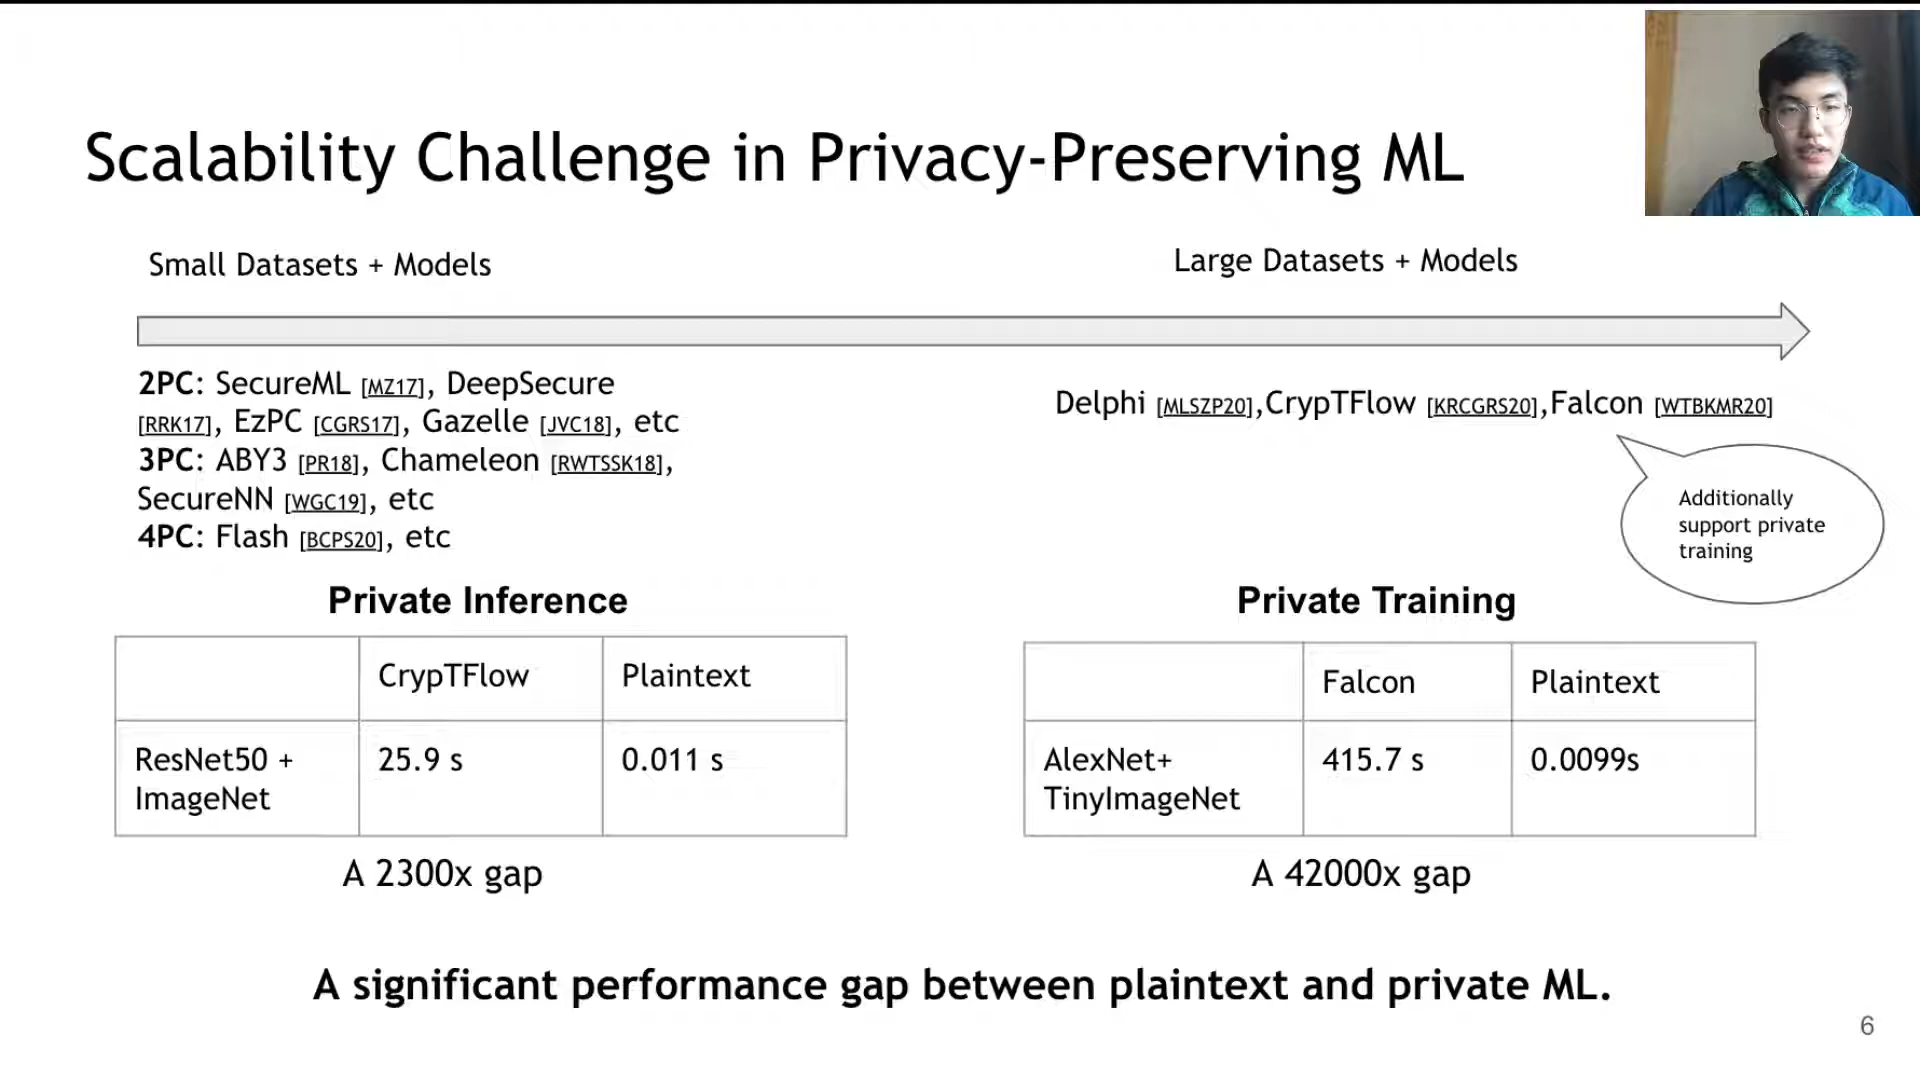 Scalability Challenge in Privacy-Preserving ML
Small Datasets + Models
Large Datasets + Models
2PC: SecureML [MZ17], DeepSecure
[RRK17], EzPC [CGRS17], Gazelle [JVC18], etc
3PC: ABY3 [PR18], Chameleon [RWTSSK18],
SecureNN [WGC19], etc
4PC: Flash [BCPS20], etc
Delphi [MLSZP20],CrypTFlow [KRCGRS20],Falcon [WTBKMR20]
Additionally
support private
training
Private Inference
CrypTFlow
Plaintext
ResNet50 +
ImageNet
25.9 s
0.011 s
A 2300x gap
Private Training
Falcon
Plaintext
AlexNet+
TinyImageNet
415.7 s
0.0099s
A 42000x gap
A significant performance gap between plaintext and private ML.
6